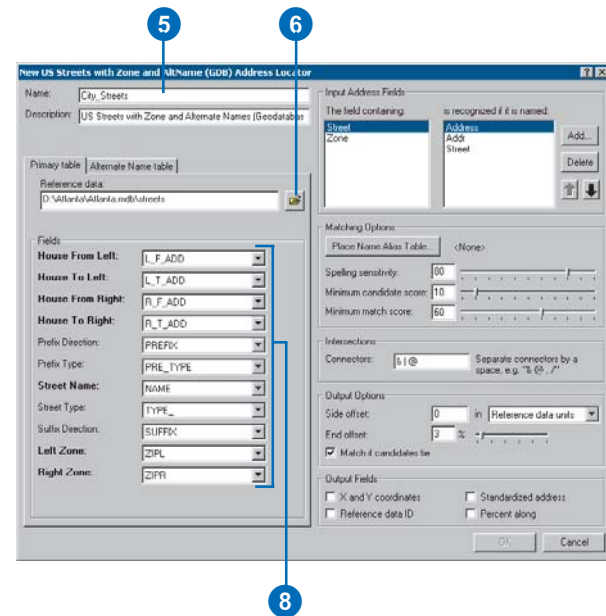 5 6
New US Streets with Zone and AltName (GDB) Address Locator
Name: City_Streets
Description: US Streets with Zone and Alternate Names (Geodatabas
Primary table Alternate Name table
Reference data:
D:\Atlanta\Atlanta.mdb\streets
Fields
House From Left: L_F_ADD
House To Left: L_T_ADD
House From Right: R_F_ADD
House To Right: R_T_ADD
Prefix Direction: PREFIX
Prefix Type: PRE_TYPE
Street Name: NAME
Street Type: TYPE_
Suffix Direction: SUFFIX
Left Zone: ZIPL
Right Zone: ZIPR
Input Address Fields
The field containing: is recognized if it is named:
Street Address
Zone Addr
Street
Add...
Delete
Matching Options
Place Name Alias Table... <None>
Spelling sensitivity: 80
Minimum candidate score: 10
Minimum match score: 60
Intersections
Connectors: & | @ Separate connectors by a
space, e.g. "& @ , /"
Output Options
Side offset: 0 in Reference data units
End offset: 3 %
Match if candidates tie
Output Fields
X and Y coordinates Standardized address
Reference data ID Percent along
OK Cancel
8